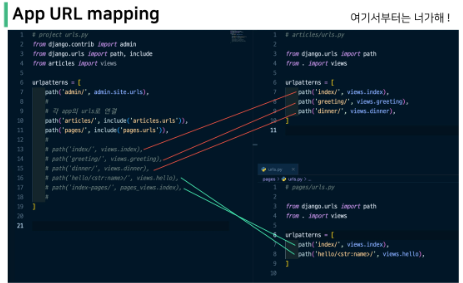 App URL mapping
여기서부터는 너가해 !
1 # project urls.py
2 from django.contrib import admin
3 from django.urls import path, include
4 from articles import views
5
6 urlpatterns = [
7 path('admin/', admin.site.urls),
8 #
9 # 각 app의 urls로 연결
10 path('articles/', include('articles.urls')),
11 path('pages/', include('pages.urls')),
12 #
13 # path('index/', views.index),
14 # path('greeting/', views.greeting),
15 # path('dinner/', views.dinner),
16 # path('hello/<str:name>/', views.hello),
17 # path('index-pages/', pages_views.index),
18 #
19 ]
21
1 # articles/urls.py
2
3 from django.urls import path
4 from . import views
5
6 urlpatterns = [
7 path('index/', views.index),
8 path('greeting/', views.greeting),
9 path('dinner/', views.dinner),
10 ]
11
urls.py
pages > urls.py > ...
1 # pages/urls.py
2
3 from django.urls import path
4 from . import views
5
6 urlpatterns = [
7 path('index/', views.index),
8 path('hello/<str:name>/', views.hello),
9 ]
10